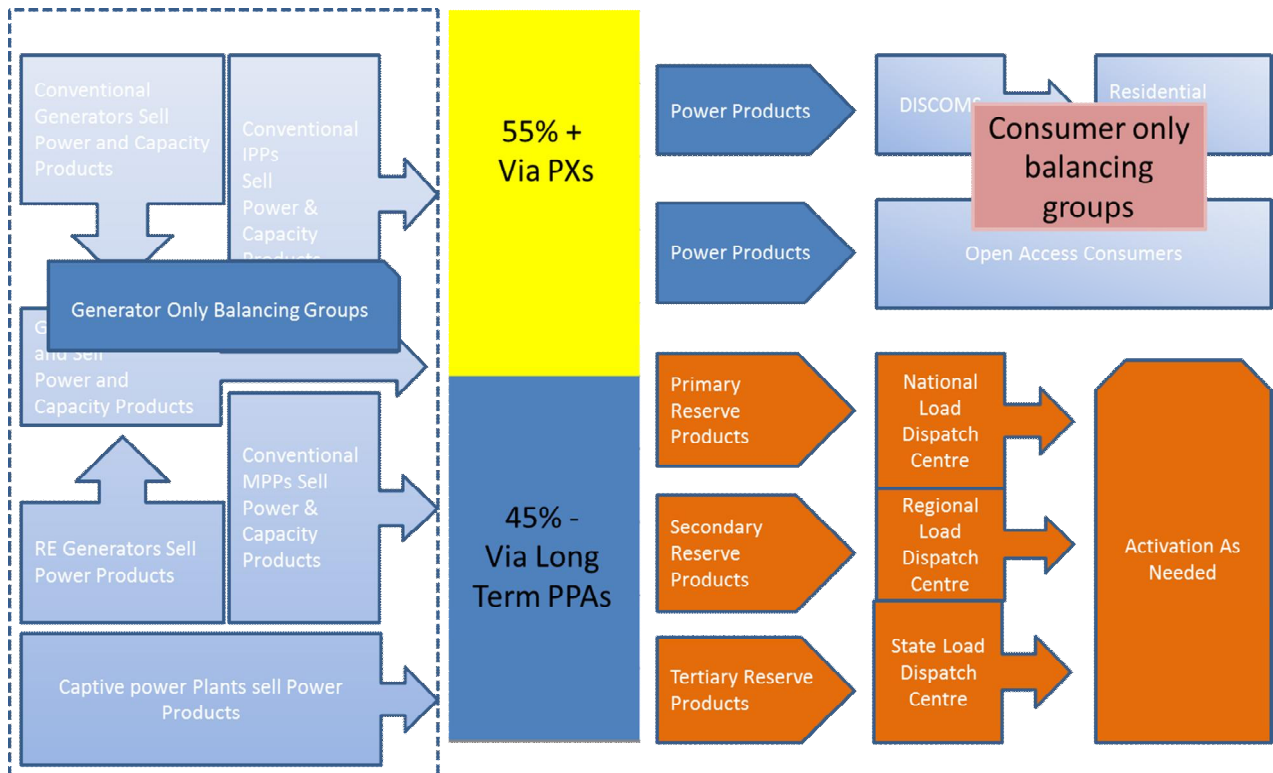 Conventional
Generators Sell
Power and Capacity
Products
Conventional
IPPs
Sell
Power &
Capacity
Products
Generator Only Balancing Groups
and Sell
Power and
Capacity Products
Conventional
MPPs Sell
Power &
Capacity
Products
RE Generators Sell
Power Products
Captive power Plants sell Power
Products
55% +
Via PXs
45% -
Via Long
Term PPAs
Power Products
DISCOMS
Residential
Consumer only
balancing
groups
Power Products
Open Access Consumers
Primary
Reserve
Products
National
Load
Dispatch
Centre
Secondary
Reserve
Products
Regional
Load
Dispatch
Centre
Tertiary Reserve
Products
State Load
Dispatch
Centre
Activation As
Needed